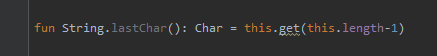 fun String.lastChar(): Char = this.get(this.length-1)